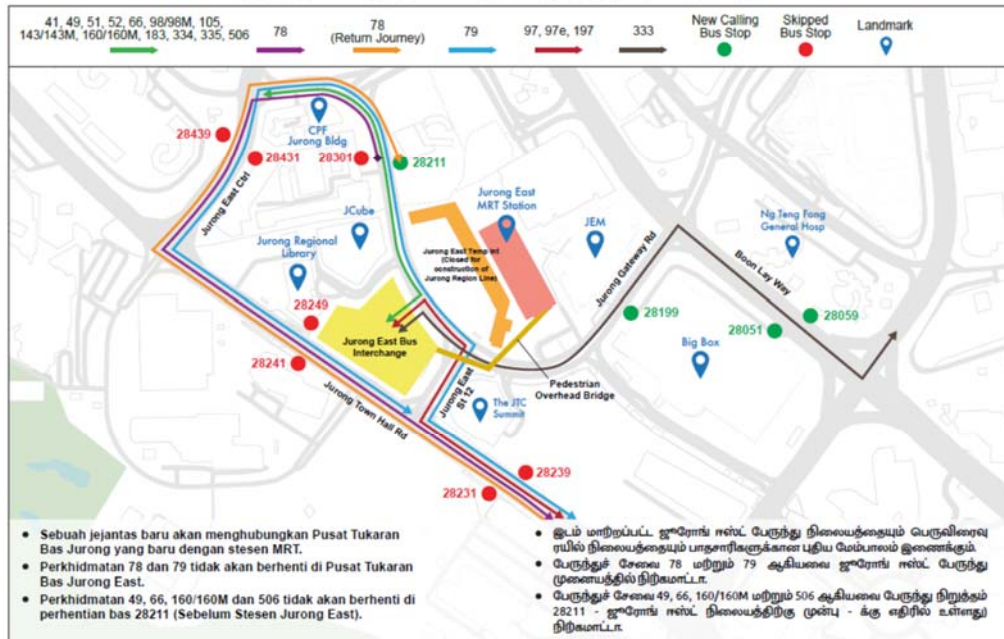 41, 49, 51, 52, 66, 98/98M, 105,
143/143M, 160/160M, 183, 334, 335, 506
78
78
(Return Journey)
79
97, 97e, 197
333
New Calling
Bus Stop
Skipped
Bus Stop
Landmark
28439
CPF
Jurong Bldg
28431
28301
28211
Jurong East Ctrl
JCube
Jurong East
MRT Station
JEM
Ng Teng Fong
General Hosp
Jurong Regional
Library
Jurong East Temp Int
(Closed for
construction of
Jurong Region Line)
Jurong Gateway Rd
Boon Lay Way
28249
28199
28059
28051
Jurong East Bus
Interchange
Big Box
28241
Jurong East
St 12
Pedestrian
Overhead Bridge
Jurong Town Hall Rd
The JTC
Summit
28239
28231
• Sebuah jejantas baru akan menghubungkan Pusat Tukaran
Bas Jurong yang baru dengan stesen MRT.
• Perkhidmatan 78 dan 79 tidak akan berhenti di Pusat Tukaran
Bas Jurong East.
• Perkhidmatan 49, 66, 160/160M dan 506 tidak akan berhenti di
perhentian bas 28211 (Sebelum Stesen Jurong East).
• இடம் மாற்றப்பட்ட ஜூரோங் ஈஸ்ட் பேருந்து நிலையத்தையும் பெருவிரைவு
ரயில் நிலையத்தையும் பாதசாரிகளுக்கான புதிய மேம்பாலம் இணைக்கும்.
• பேருந்துச் சேவை 78 மற்றும் 79 ஆகியவை ஜூரோங் ஈஸ்ட் பேருந்து
முனையத்தில் நிற்கமாட்டா.
• பேருந்துச் சேவை 49, 66, 160/160M மற்றும் 506 ஆகியவை பேருந்து நிறுத்தம்
28211 - ஜூரோங் ஈஸ்ட் நிலையத்திற்கு முன்பு - க்கு எதிரில் உள்ளது)
நிற்கமாட்டா.